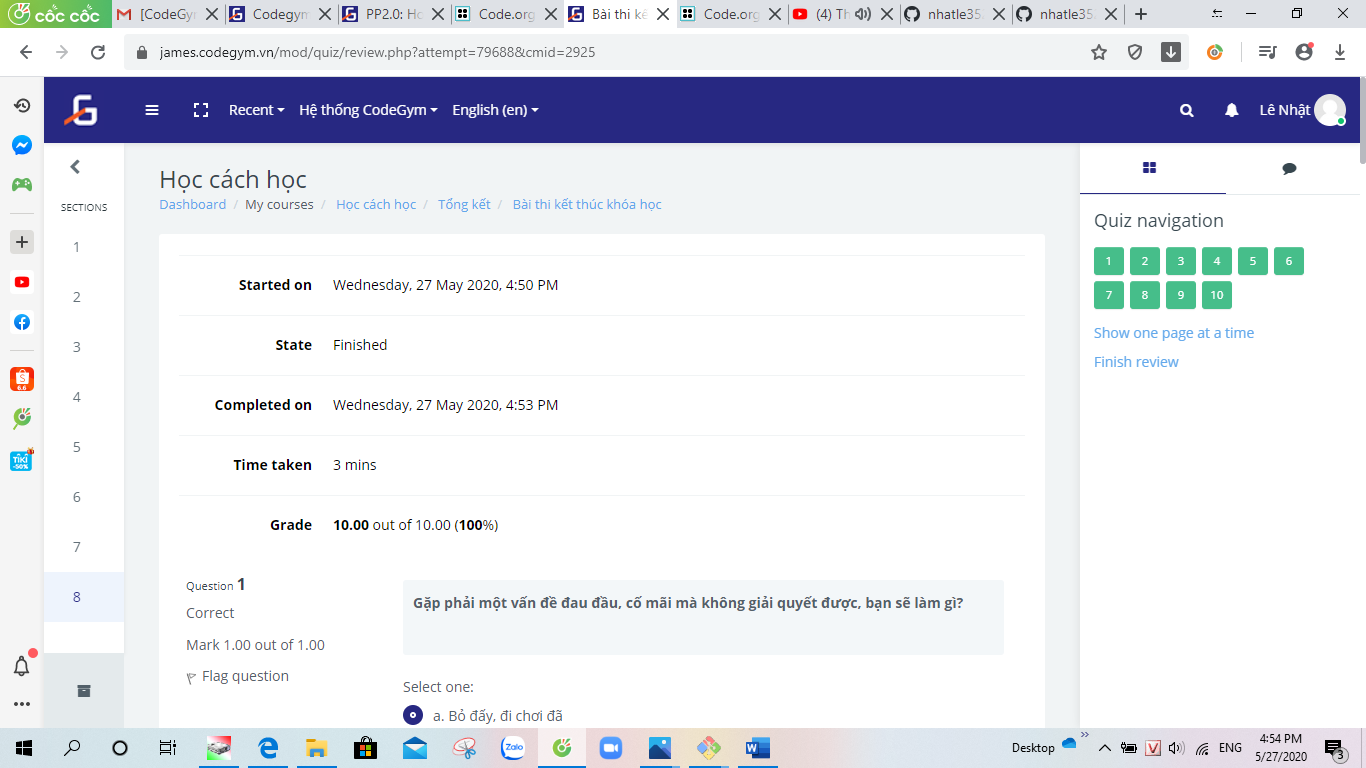 cốc cốc
[CodeGy
Codegym
PP2.0: Ho
Code.org
Bài thi kế
Code.org
(4) Th
nhatle35
nhatle35
james.codegym.vn/mod/quiz/review.php?attempt=79688&cmid=2925
Recent
Hệ thống CodeGym
English (en)
Lê Nhật
SECTIONS
1
2
3
4
5
6
7
8
Học cách học
Dashboard / My courses / Học cách học / Tổng kết / Bài thi kết thúc khóa học
Started on Wednesday, 27 May 2020, 4:50 PM
State Finished
Completed on Wednesday, 27 May 2020, 4:53 PM
Time taken 3 mins
Grade 10.00 out of 10.00 (100%)
Question 1
Correct
Mark 1.00 out of 1.00
Flag question
Gặp phải một vấn đề đau đầu, cố mãi mà không giải quyết được, bạn sẽ làm gì?
Select one:
a. Bỏ đấy, đi chơi đã
Quiz navigation
1 2 3 4 5 6
7 8 9 10
Show one page at a time
Finish review
6.6
TIKI
-50%
Zalo
Desktop
ENG
4:54 PM
5/27/2020
3